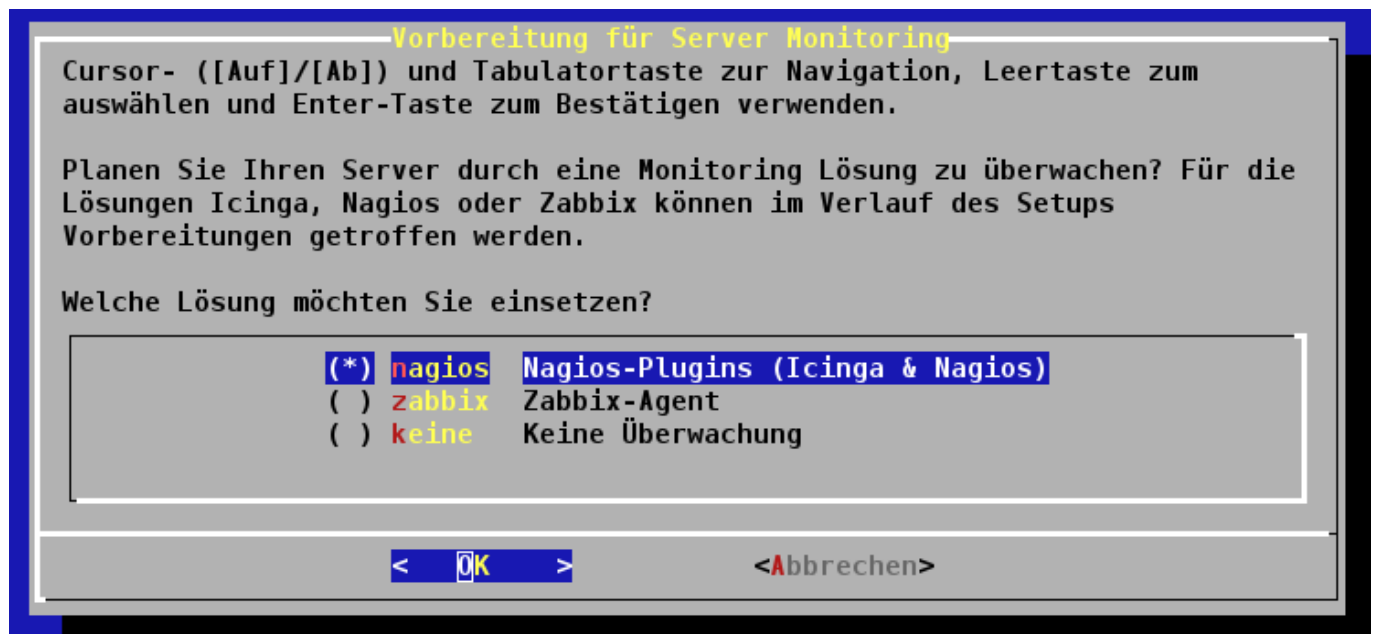 Vorbereitung für Server Monitoring
Cursor- ([Auf]/[Ab]) und Tabulatortaste zur Navigation, Leertaste zum
auswählen und Enter-Taste zum Bestätigen verwenden.
Planen Sie Ihren Server durch eine Monitoring Lösung zu überwachen? Für die
Lösungen Icinga, Nagios oder Zabbix können im Verlauf des Setups
Vorbereitungen getroffen werden.
Welche Lösung möchten Sie einsetzen?
(*) nagios Nagios-Plugins (Icinga & Nagios)
( ) zabbix Zabbix-Agent
( ) keine Keine Überwachung
< OK > <Abbrechen>